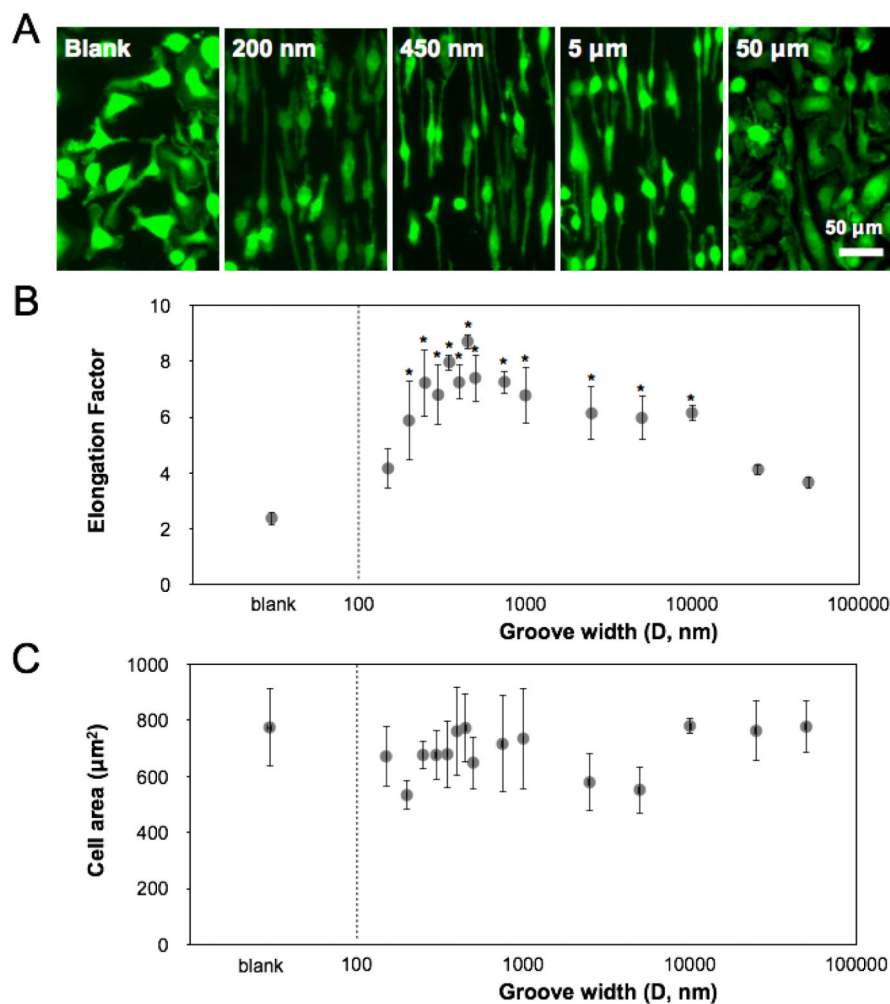 A
Blank
200 nm
450 nm
5 µm
50 µm
50 µm
B
Elongation Factor
10
8
6
4
2
0
* * * * * * * * * * * *
blank
100
1000
10000
100000
Groove width (D, nm)
C
Cell area (µm²)
1000
800
600
400
200
0
blank
100
1000
10000
100000
Groove width (D, nm)